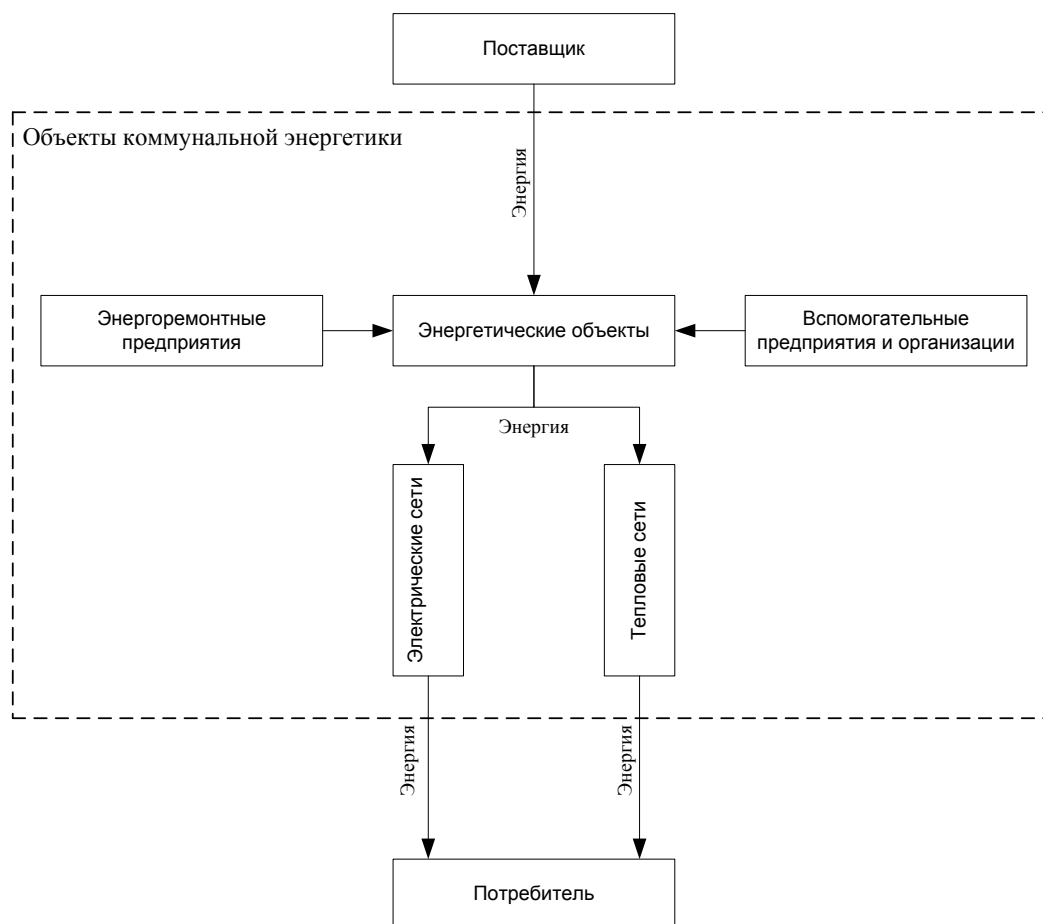 Поставщик
Объекты коммунальной энергетики
Энергия
Энергоремонтные
предприятия
Энергетические объекты
Вспомогательные
предприятия и организации
Энергия
Электрические сети
Тепловые сети
Энергия
Энергия
Потребитель